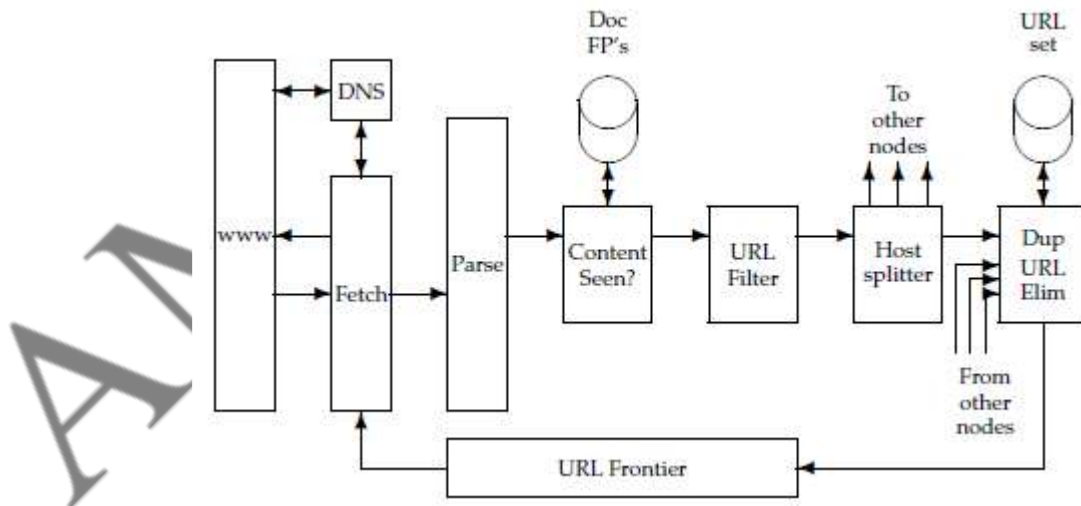 Doc
FP's
URL
set
DNS
To
other
nodes
www
Parse
Fetch
Content
Seen?
URL
Filter
Host
splitter
Dup
URL
Elim
From
other
nodes
URL Frontier